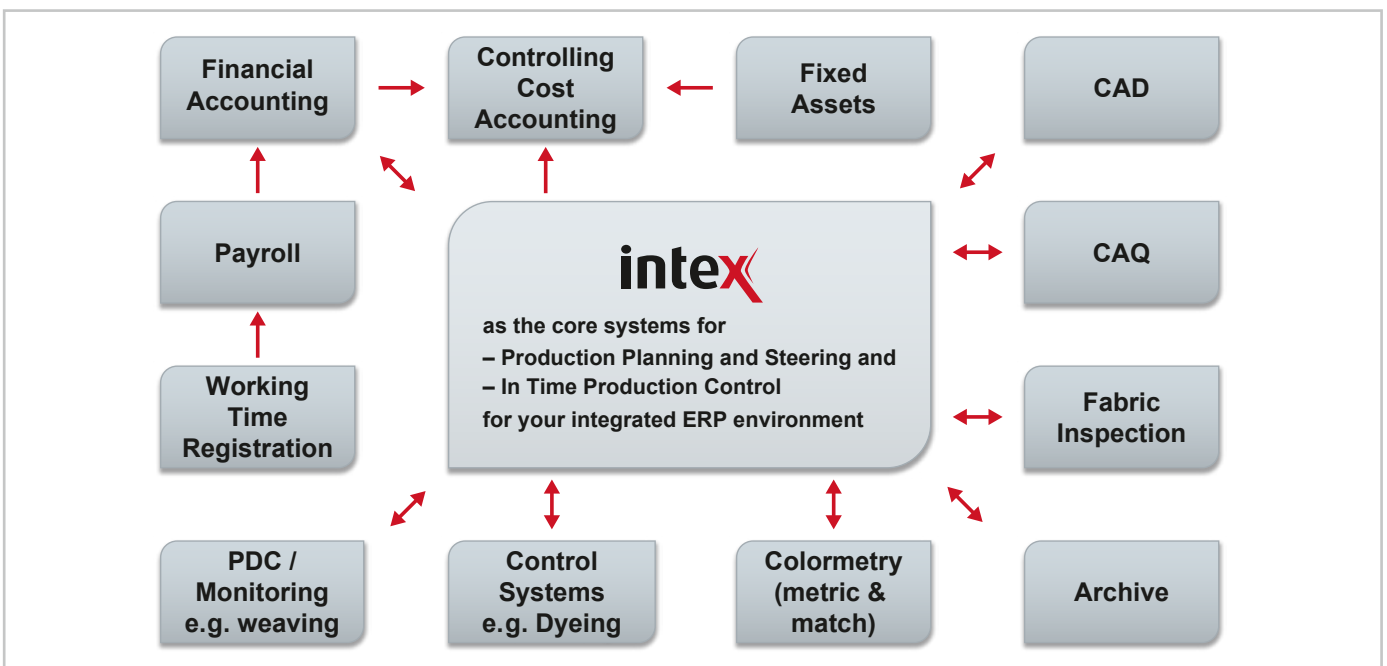 Financial
Accounting
Controlling
Cost
Accounting
Fixed
Assets
CAD
Payroll
intex
as the core systems for
– Production Planning and Steering and
– In Time Production Control
for your integrated ERP environment
CAQ
Working
Time
Registration
Fabric
Inspection
PDC /
Monitoring
e.g. weaving
Control
Systems
e.g. Dyeing
Colormetry
(metric &
match)
Archive